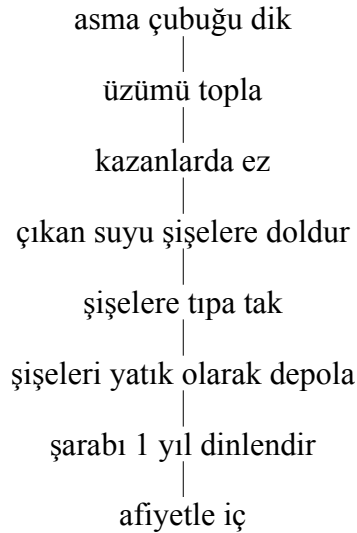 asma çubuğu dik
üzümü topla
kazanlarda ez
çıkan suyu şişelere doldur
şişelere tıpa tak
şişeleri yatık olarak depola
şarabı 1 yıl dinlendir
afiyetle iç